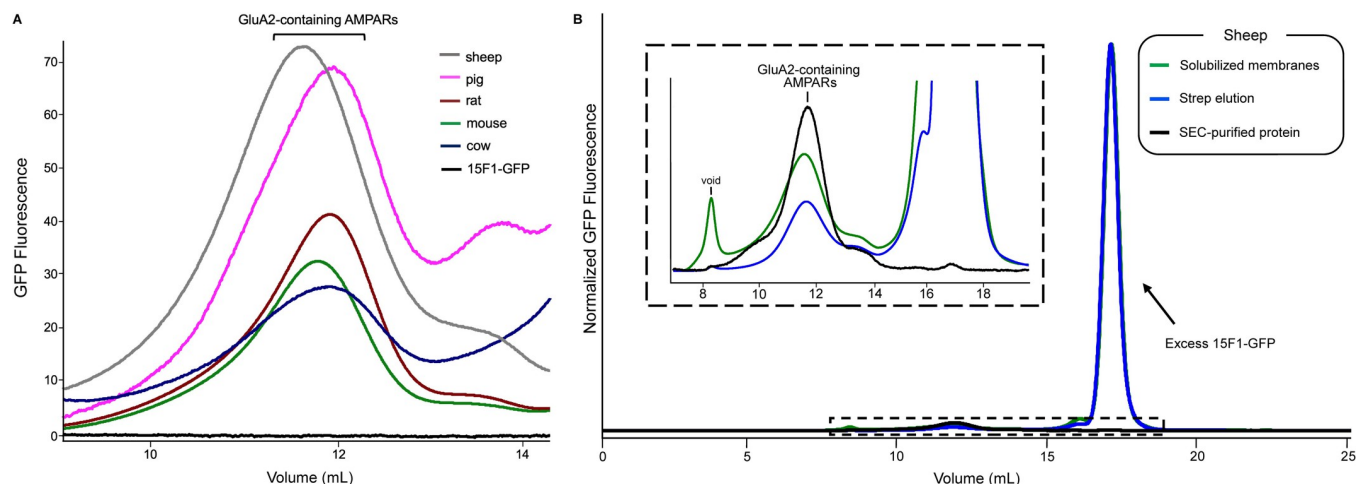 A
GluA2-containing AMPARs
sheep
pig
rat
mouse
cow
15F1-GFP
GFP Fluorescence
70
60
50
40
30
20
10
0
10
12
14
Volume (mL)
B
Sheep
Solubilized membranes
Strep elution
SEC-purified protein
GluA2-containing
AMPARs
void
8
10
12
14
16
18
Normalized GFP Fluorescence
Excess 15F1-GFP
0
5
10
15
20
25
Volume (mL)